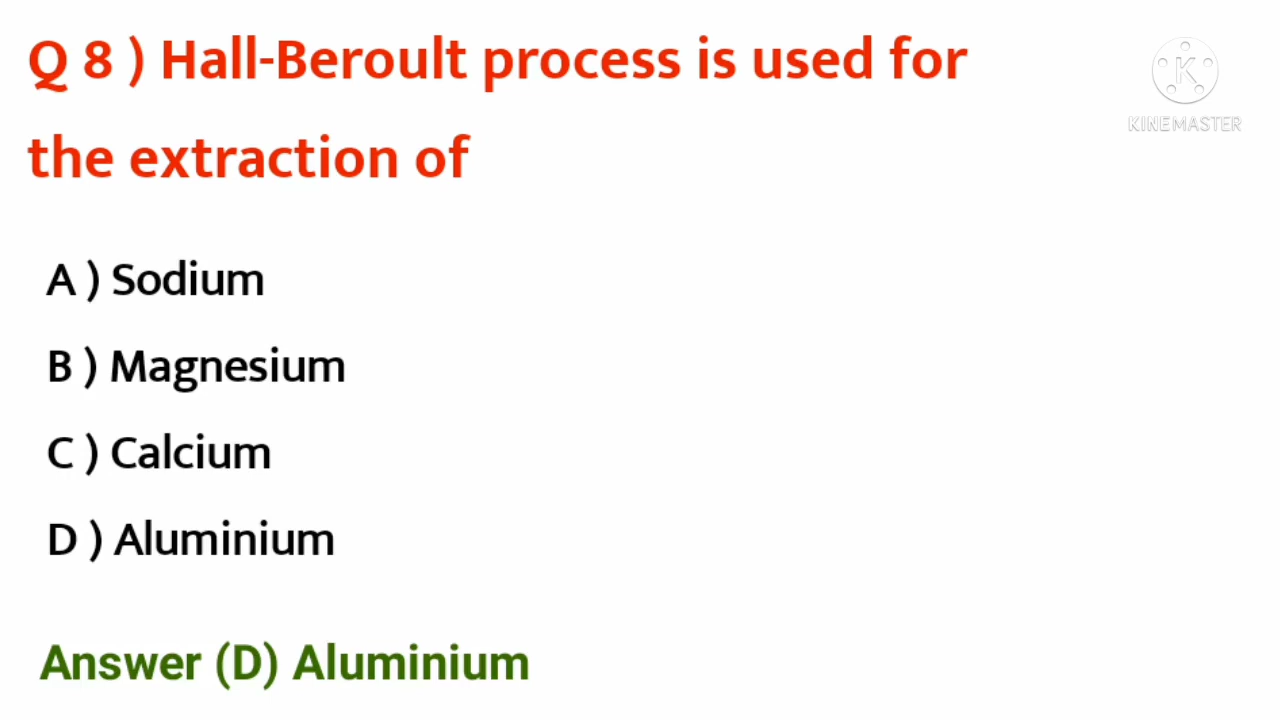 Q 8 ) Hall-Beroult process is used for
the extraction of
K
KINEMASTER
A ) Sodium
B ) Magnesium
C ) Calcium
D ) Aluminium
Answer (D) Aluminium